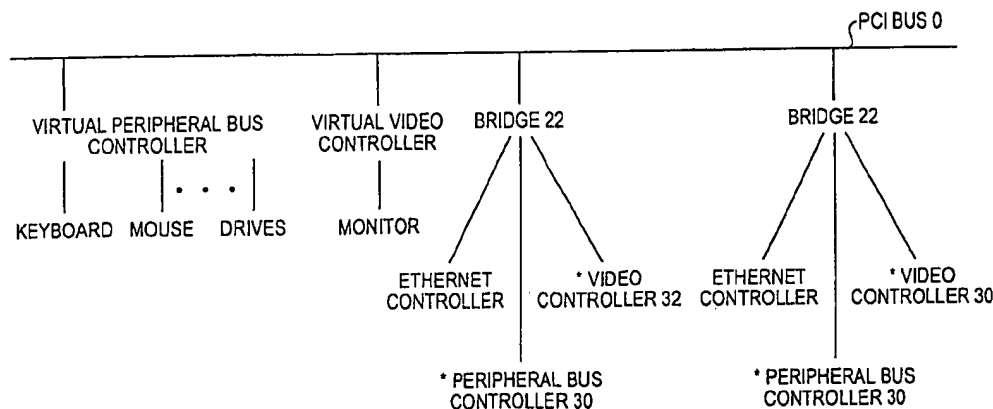 PCI BUS 0
VIRTUAL PERIPHERAL BUS
CONTROLLER
VIRTUAL VIDEO
CONTROLLER
BRIDGE 22
BRIDGE 22
KEYBOARD
MOUSE
DRIVES
MONITOR
ETHERNET
CONTROLLER
* VIDEO
CONTROLLER 32
ETHERNET
CONTROLLER
* VIDEO
CONTROLLER 30
* PERIPHERAL BUS
CONTROLLER 30
* PERIPHERAL BUS
CONTROLLER 30